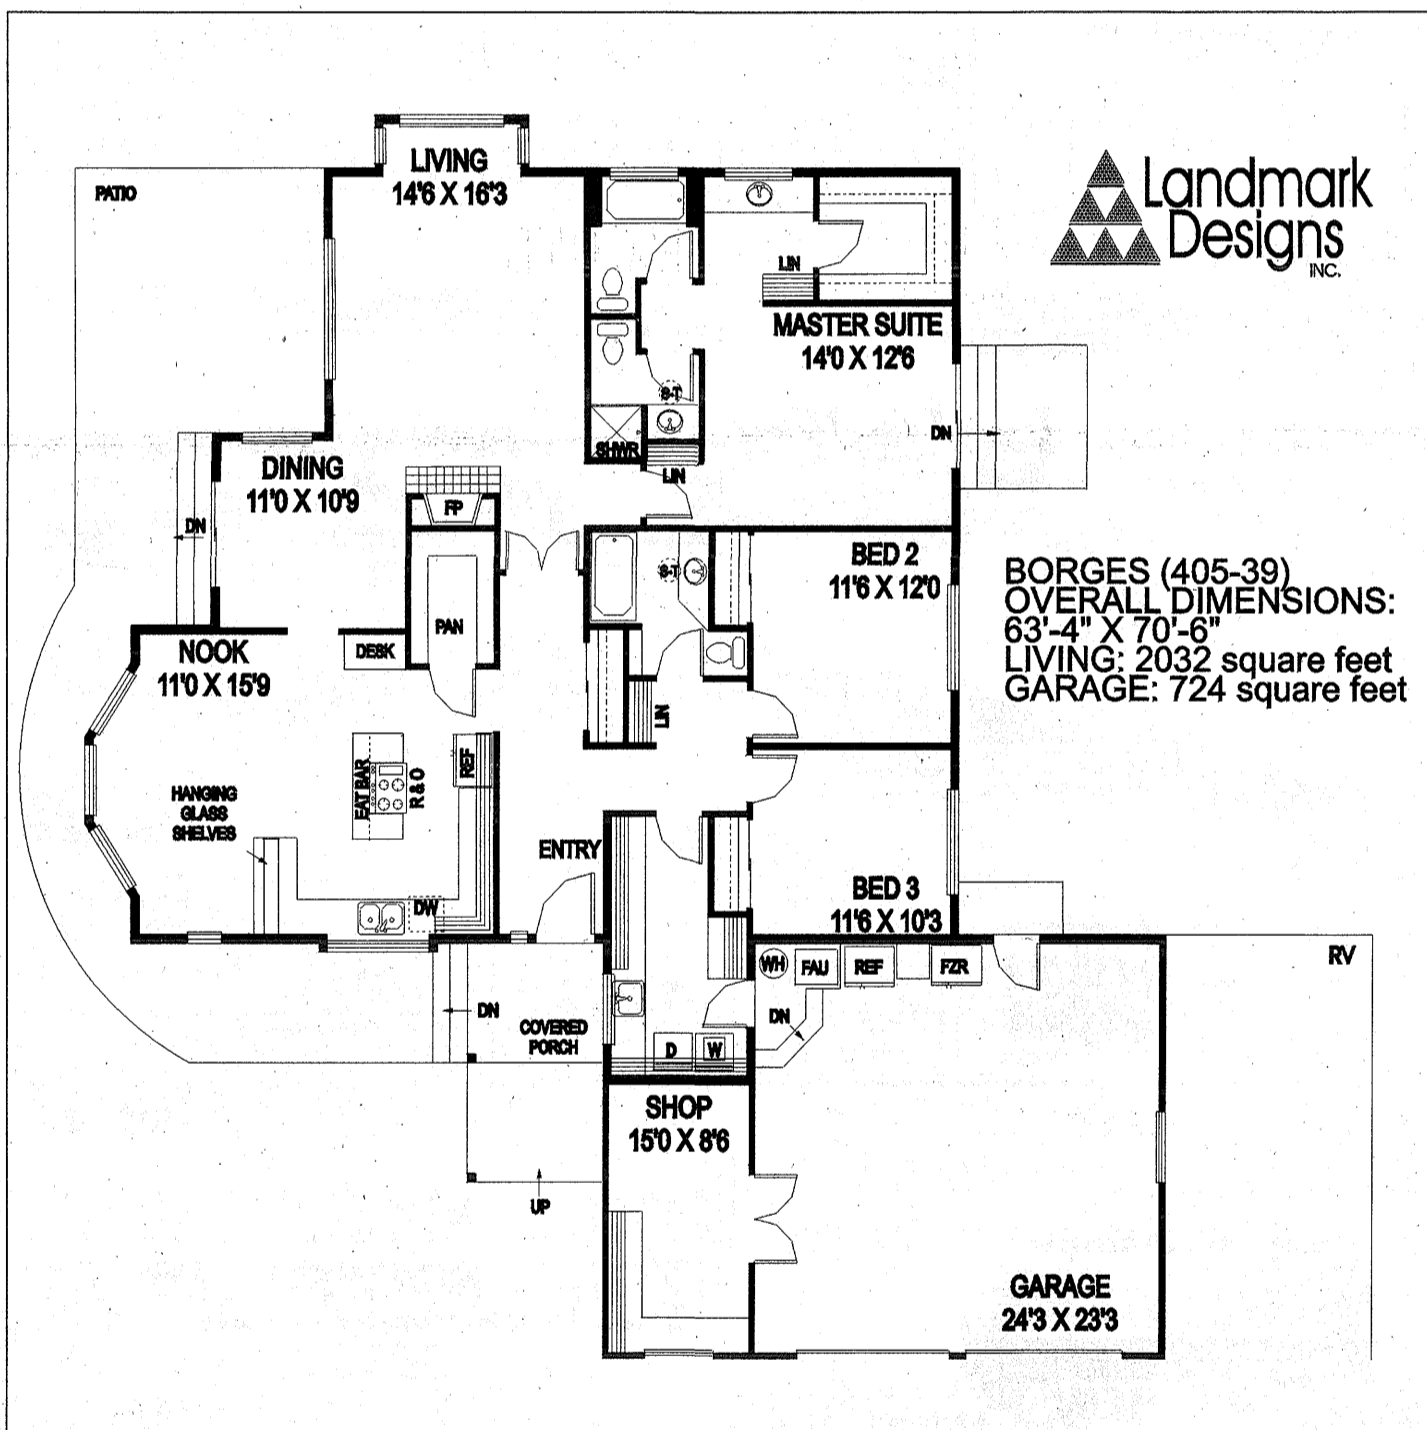 PATIO
LIVING
14'6 X 16'3
Landmark
Designs
INC.
LIN
MASTER SUITE
14'0 X 12'6
S-T
SHWR
LIN
DN
DINING
11'0 X 10'9
FP
DN
BED 2
11'6 X 12'0
S-T
BORGES (405-39)
OVERALL DIMENSIONS:
63'-4" X 70'-6"
LIVING: 2032 square feet
GARAGE: 724 square feet
PAN
DESK
NOOK
11'0 X 15'9
LIN
REF
EAT BAR
R & O
HANGING
GLASS
SHELVES
ENTRY
BED 3
11'6 X 10'3
DW
WH
FAU
REF
FZR
RV
DN
COVERED
PORCH
DN
D
W
SHOP
15'0 X 8'6
UP
GARAGE
24'3 X 23'3